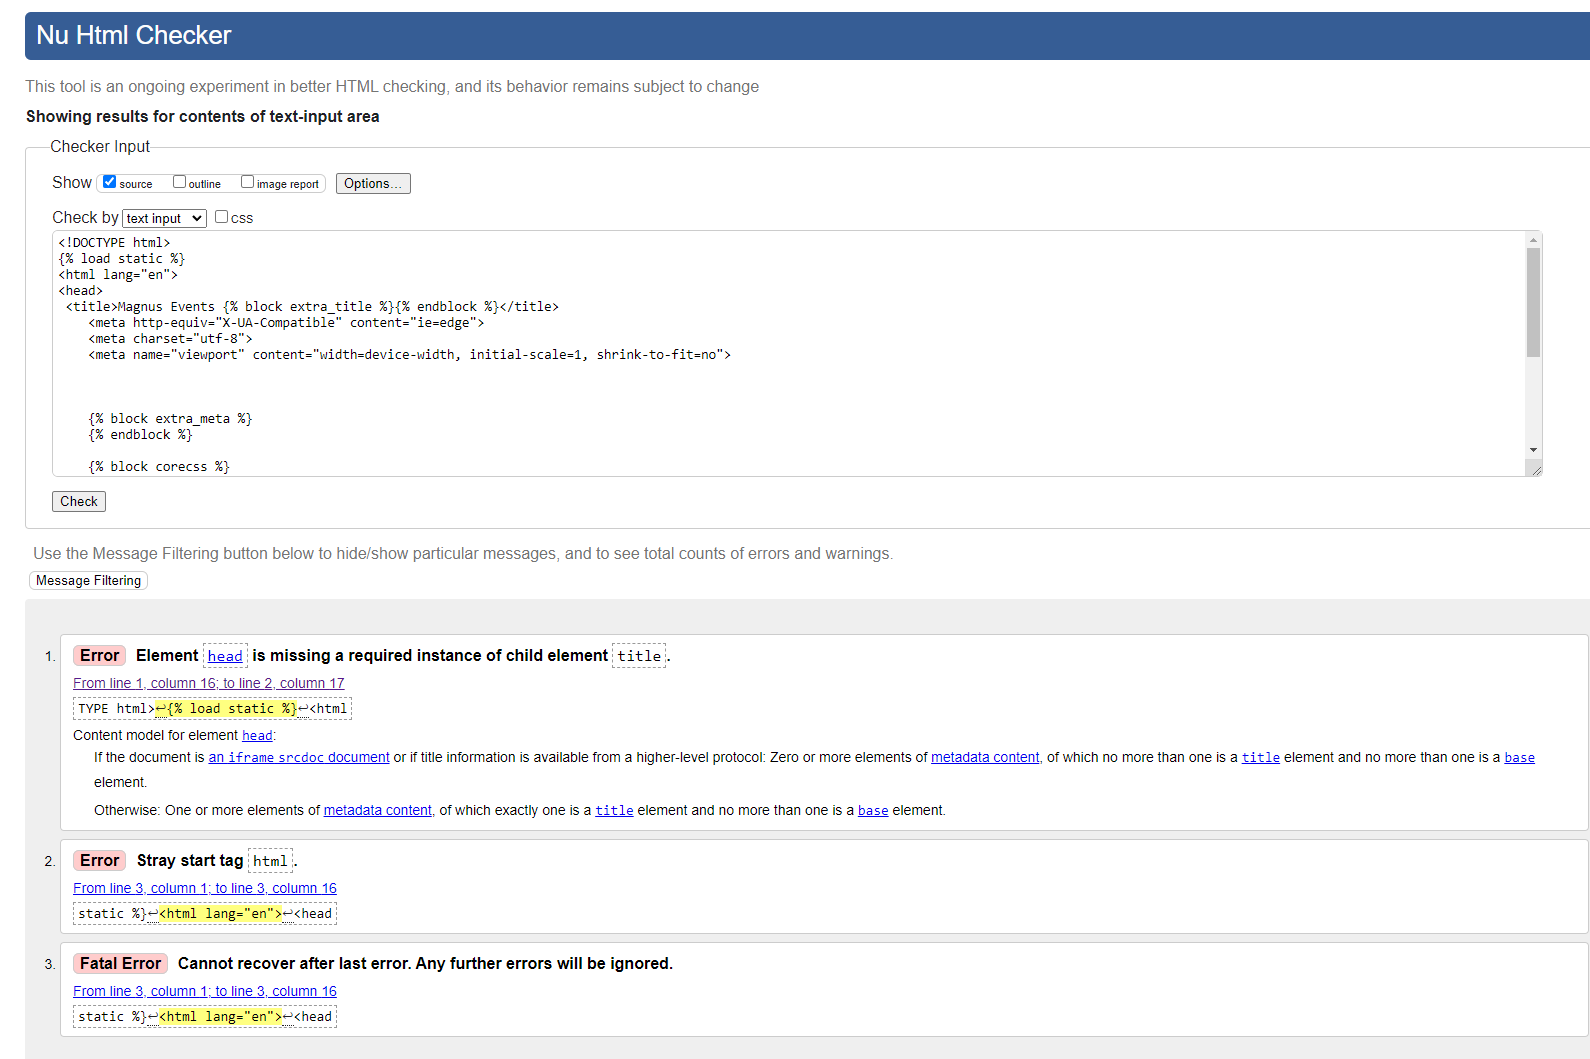 Nu Html Checker
This tool is an ongoing experiment in better HTML checking, and its behavior remains subject to change
Showing results for contents of text-input area
Checker Input
Show source outline image report Options...
Check by text input css
<!DOCTYPE html>
{% load static %}
<html lang="en">
<head>
<title>Magnus Events {% block extra_title %}{% endblock %}</title>
<meta http-equiv="X-UA-Compatible" content="ie=edge">
<meta charset="utf-8">
<meta name="viewport" content="width=device-width, initial-scale=1, shrink-to-fit=no">
{% block extra_meta %}
{% endblock %}
{% block corecss %}
Check
Use the Message Filtering button below to hide/show particular messages, and to see total counts of errors and warnings.
Message Filtering
1. Error Element head is missing a required instance of child element title.
From line 1, column 16; to line 2, column 17
TYPE html>↩{% load static %}↩<html
Content model for element head:
If the document is an iframe srcdoc document or if title information is available from a higher-level protocol: Zero or more elements of metadata content, of which no more than one is a title element and no more than one is a base
element.
Otherwise: One or more elements of metadata content, of which exactly one is a title element and no more than one is a base element.
2. Error Stray start tag html.
From line 3, column 1; to line 3, column 16
static %}↩<html lang="en">↩<head
3. Fatal Error Cannot recover after last error. Any further errors will be ignored.
From line 3, column 1; to line 3, column 16
static %}↩<html lang="en">↩<head